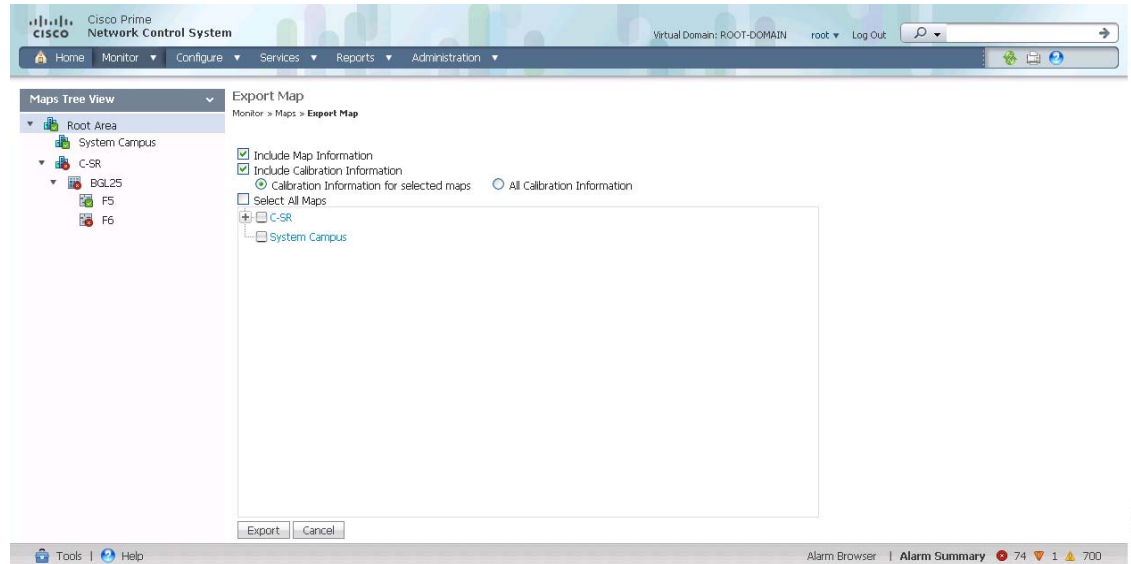 Cisco Prime
CISCO Network Control System
Virtual Domain: ROOT-DOMAIN root Log Out
Home Monitor Configure Services Reports Administration
Maps Tree View
Root Area
System Campus
C-SR
BGL25
F5
F6
Export Map
Monitor » Maps » Export Map
Include Map Information
Include Calibration Information
Calibration Information for selected maps All Calibration Information
Select All Maps
C-SR
System Campus
Export Cancel
Tools | Help Alarm Browser | Alarm Summary 74 1 700